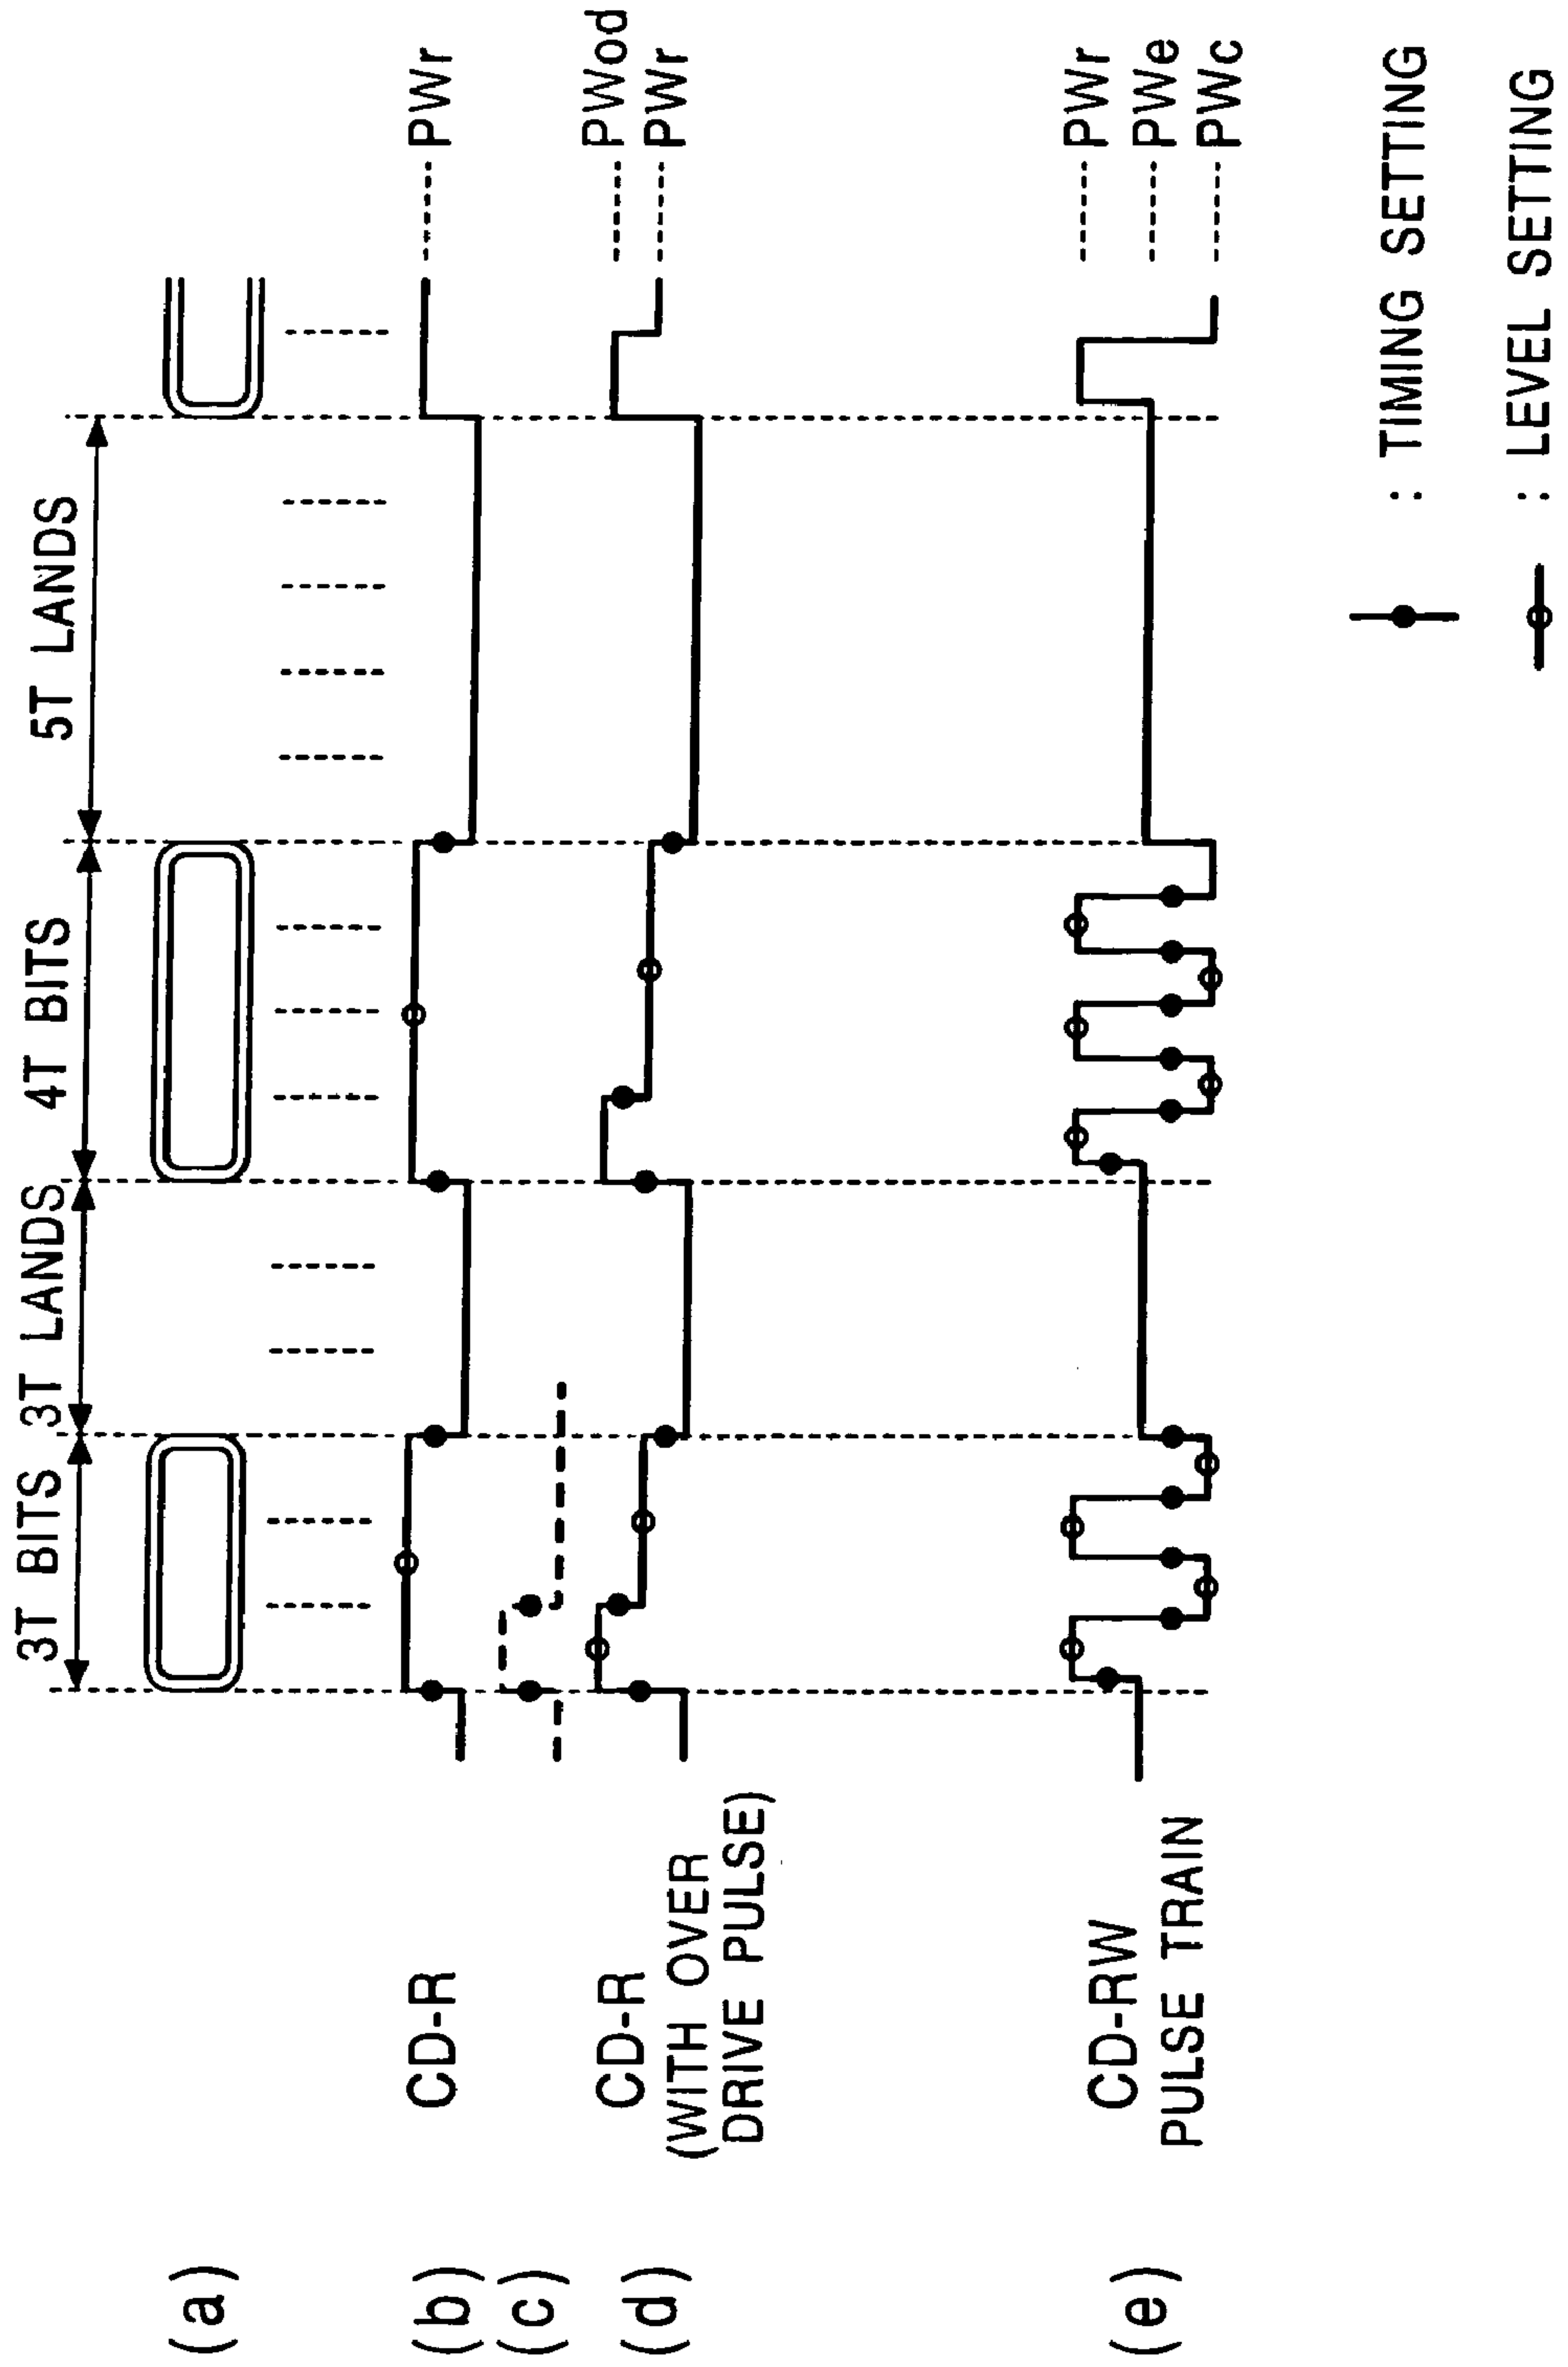 3T BITS 3T LANDS 4T BITS 5T LANDS
(a)
(b) CD-R PWr
(c)
(d) CD-R PWod
(WITH OVER PWr
DRIVE PULSE)
(e) CD-RW PWr
PULSE TRAIN PWe
PWc
: TIMING SETTING
: LEVEL SETTING